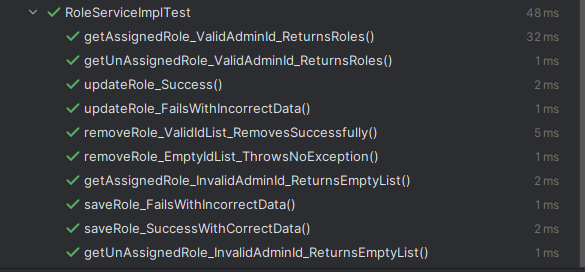 RoleServiceImplTest 48 ms
getAssignedRole_ValidAdminId_ReturnsRoles() 32 ms
getUnAssignedRole_ValidAdminId_ReturnsRoles() 1 ms
updateRole_Success() 2 ms
updateRole_FailsWithIncorrectData() 1 ms
removeRole_ValidIdList_RemovesSuccessfully() 5 ms
removeRole_EmptyIdList_ThrowsNoException() 1 ms
getAssignedRole_InvalidAdminId_ReturnsEmptyList() 2 ms
saveRole_FailsWithIncorrectData() 1 ms
saveRole_SuccessWithCorrectData() 2 ms
getUnAssignedRole_InvalidAdminId_ReturnsEmptyList() 1 ms